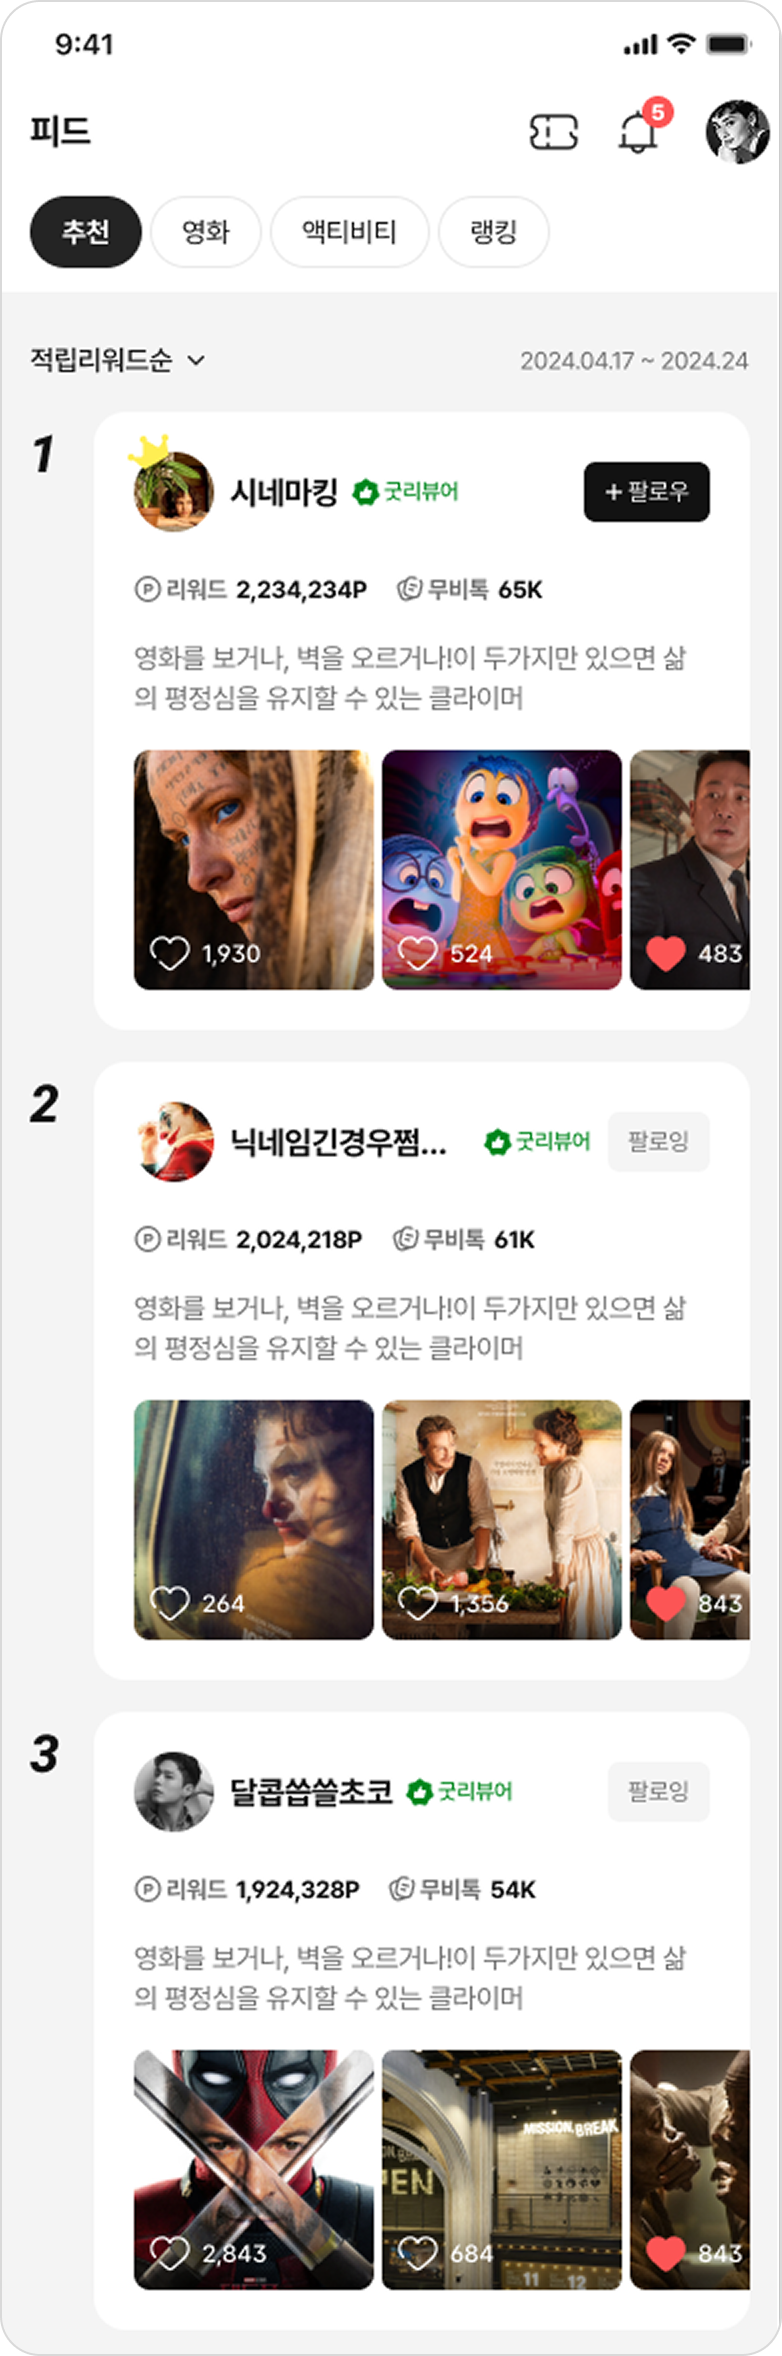 9:41
피드
5
추천 영화 액티비티 랭킹
적립리워드순 2024.04.17 ~ 2024.24
1
시네마킹 굿리뷰어 + 팔로우
P 리워드 2,234,234P 무비톡 65K
영화를 보거나, 벽을 오르거나!이 두가지만 있으면 삶
의 평정심을 유지할 수 있는 클라이머
1,930 524 483
2
닉네임긴경우쩜... 굿리뷰어 팔로잉
P 리워드 2,024,218P 무비톡 61K
영화를 보거나, 벽을 오르거나!이 두가지만 있으면 삶
의 평정심을 유지할 수 있는 클라이머
264 1,356 843
3
달콥씁쓸초코 굿리뷰어 팔로잉
P 리워드 1,924,328P 무비톡 54K
영화를 보거나, 벽을 오르거나!이 두가지만 있으면 삶
의 평정심을 유지할 수 있는 클라이머
MISSION BREAK
PEN
2,843 684 843
11 12